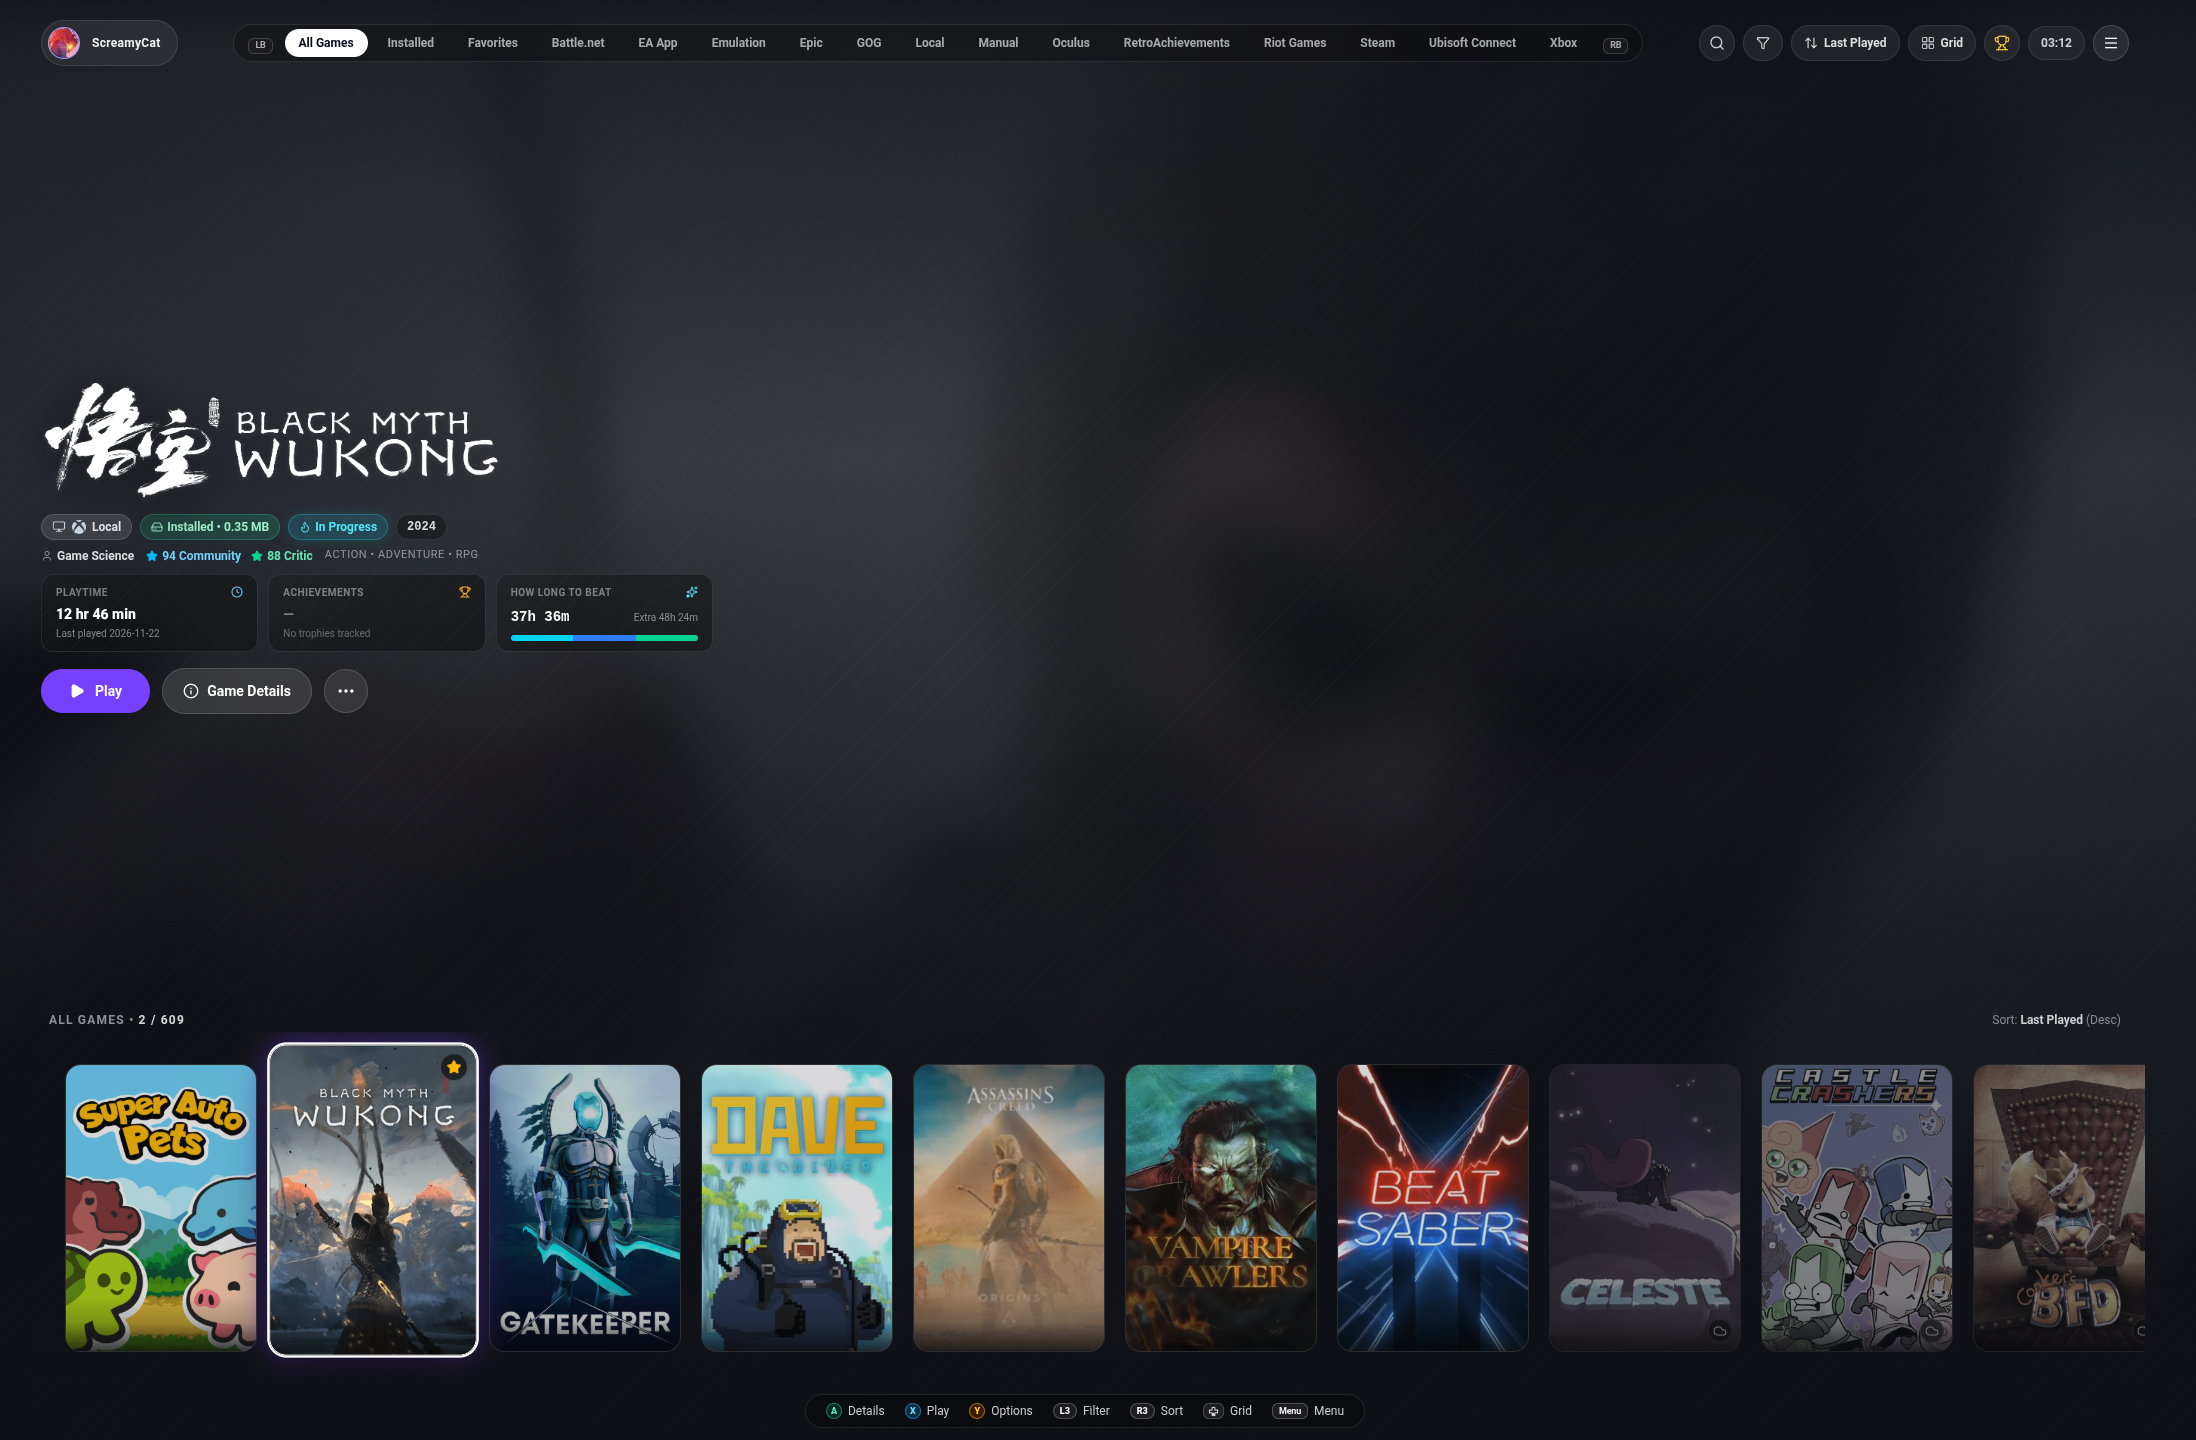 ScreamyCat
LB All Games Installed Favorites Battle.net EA App Emulation Epic GOG Local Manual Oculus RetroAchievements Riot Games Steam Ubisoft Connect Xbox RB
Last Played Grid 03:12
悟空 BLACK MYTH
WUKONG
Local Installed • 0.35 MB In Progress 2024
Game Science 94 Community 88 Critic ACTION • ADVENTURE • RPG
PLAYTIME
12 hr 46 min
Last played 2026-11-22
ACHIEVEMENTS
—
No trophies tracked
HOW LONG TO BEAT
37h 36m Extra 48h 24m
Play Game Details
ALL GAMES • 2 / 609
Sort: Last Played (Desc)
Super Auto
Pets
BLACK MYTH
WUKONG
GATEKEEPER
DAVE
THE DIVER
ASSASSIN'S
CREED
ORIGINS
VAMPIRE
CRAWLERS
BEAT
SABER
CELESTE
CASTLE
CRASHERS
Conker's
BFD
A Details X Play Y Options L3 Filter R3 Sort Grid Menu Menu